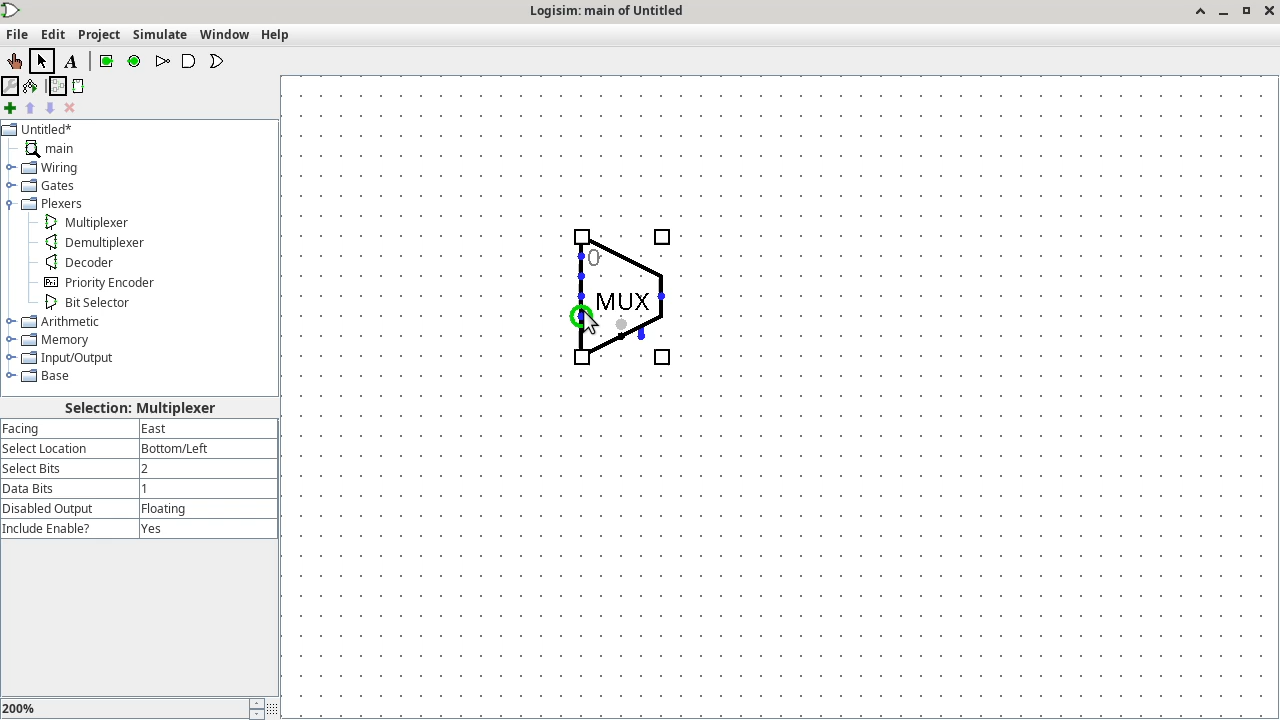 Logisim: main of Untitled
File Edit Project Simulate Window Help
A
Untitled*
main
Wiring
Gates
Plexers
Multiplexer
Demultiplexer
Decoder
Priority Encoder
Bit Selector
Arithmetic
Memory
Input/Output
Base
0
MUX
Selection: Multiplexer
Facing East
Select Location Bottom/Left
Select Bits 2
Data Bits 1
Disabled Output Floating
Include Enable? Yes
200%